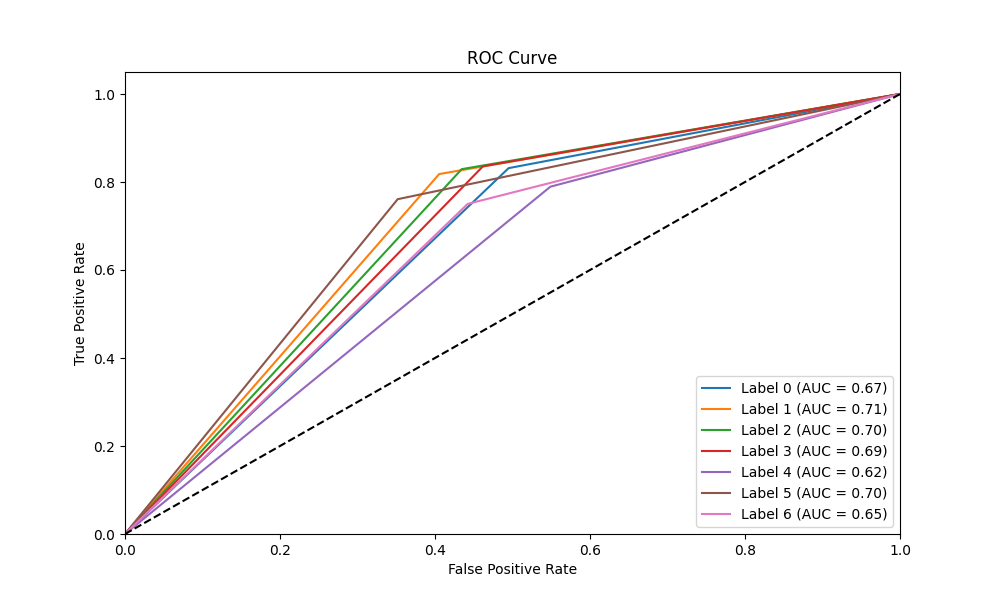 ROC Curve
True Positive Rate
1.0
0.8
0.6
0.4
0.2
0.0
0.0 0.2 0.4 0.6 0.8 1.0
False Positive Rate
Label 0 (AUC = 0.67)
Label 1 (AUC = 0.71)
Label 2 (AUC = 0.70)
Label 3 (AUC = 0.69)
Label 4 (AUC = 0.62)
Label 5 (AUC = 0.70)
Label 6 (AUC = 0.65)